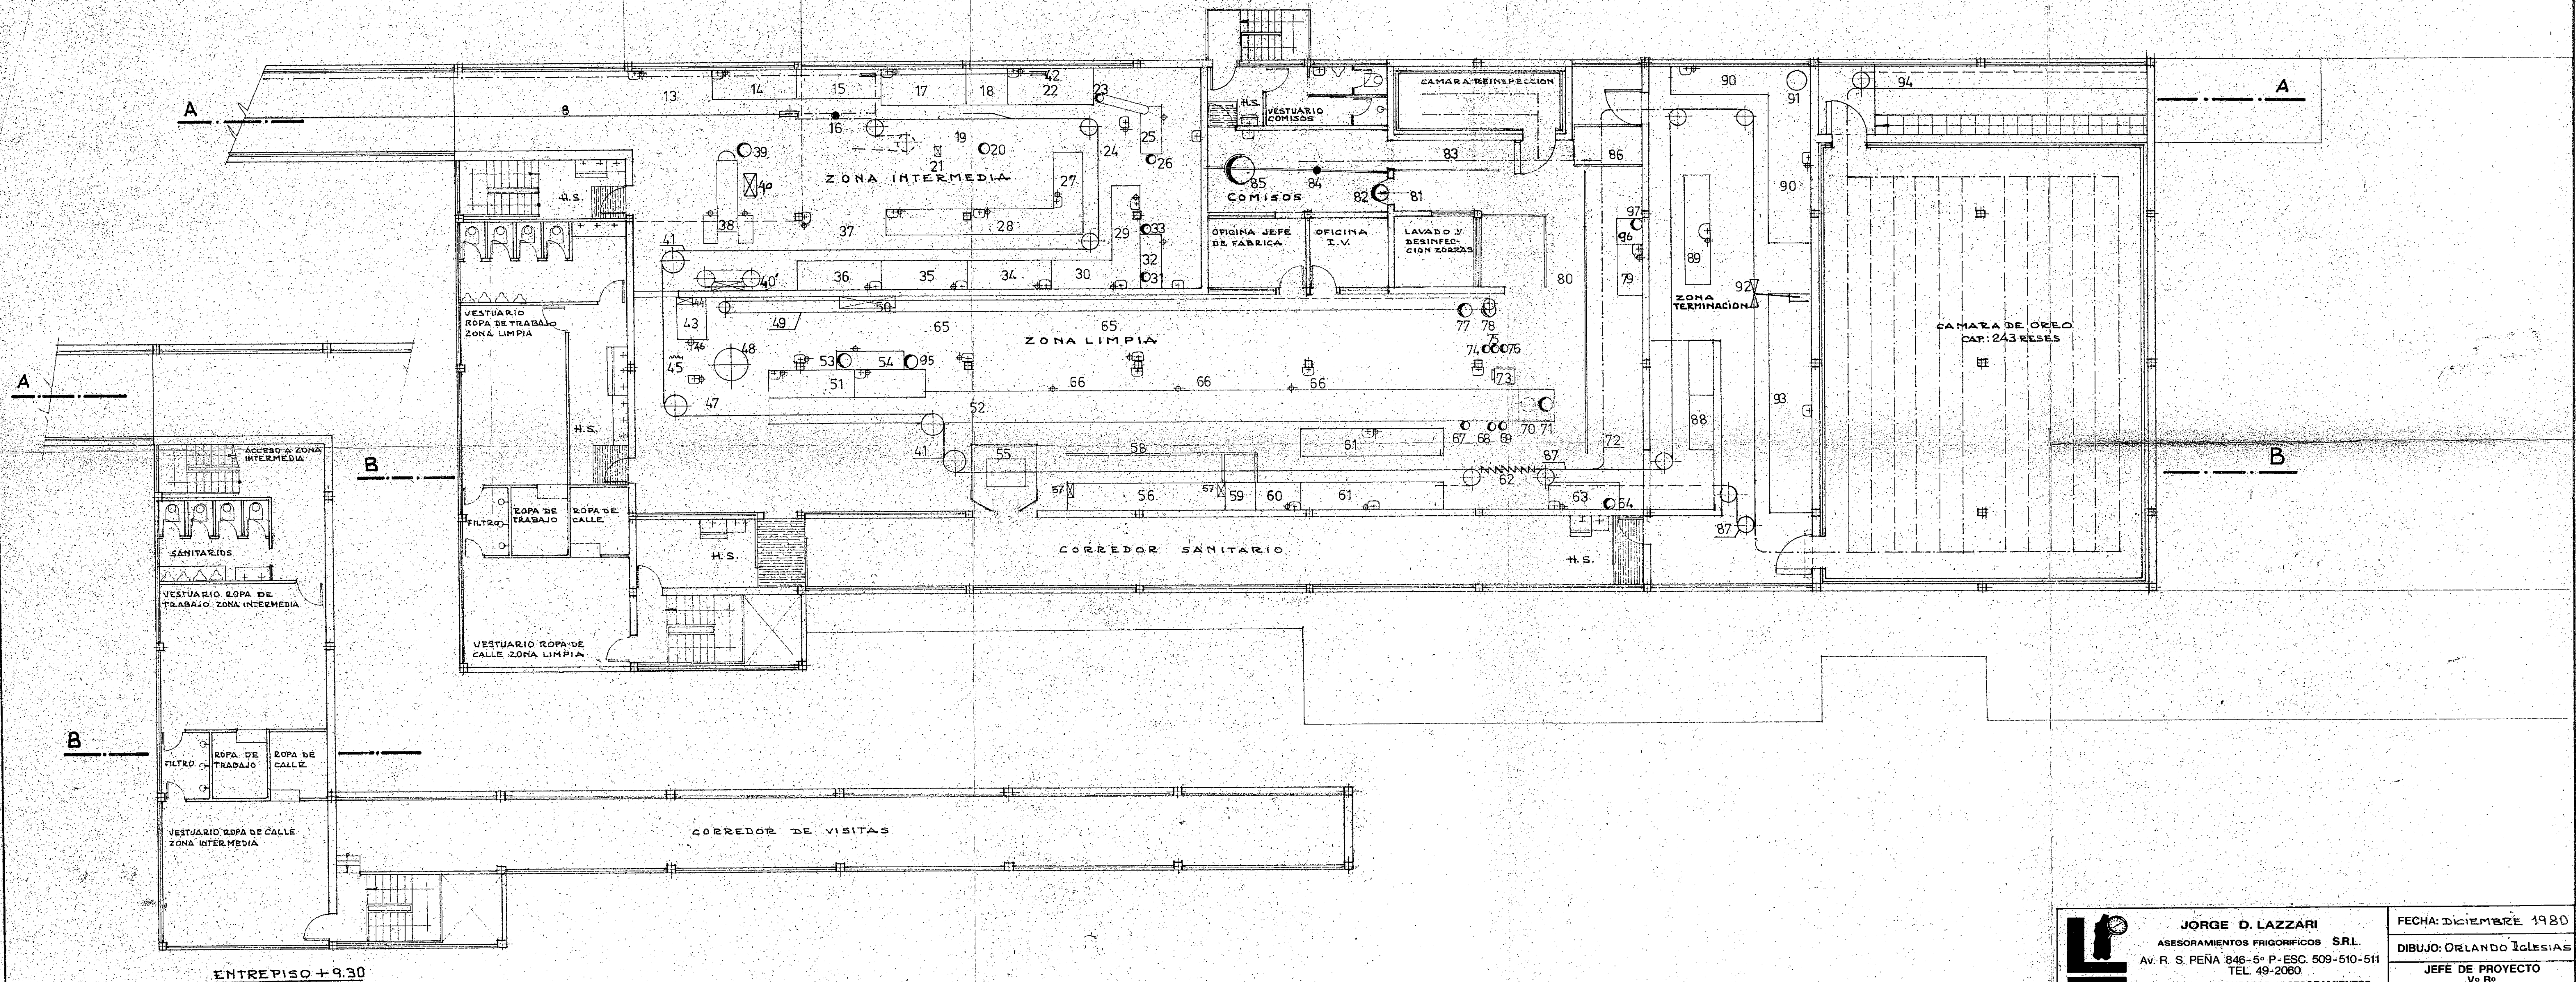 A
8
13
14
15
16
17
18
42
22
23
19
20
21
24
25
26
27
39
40
ZONA INTERMEDIA
38
37
28
29
33
32
31
30
34
35
36
41
40'
H.S.
H.S.
VESTUARIO
COMISOS
CAMARA REINSPECCION
83
86
85
84
COMISOS
82
81
OFICINA JEFE
DE FABRICA
OFICINA
I.V.
LAVADO Y
DESINFEC-
CION ZORRAS
80
97
96
79
90
91
94
A
90
89
ZONA
TERMINACION
92
CAMARA DE OREO
CAP.: 243 RESES
93
88
B
VESTUARIO
ROPA DE TRABAJO
ZONA LIMPIA
H.S.
44
43
46
45
48
49
50
65
65
ZONA LIMPIA
53
54
95
51
47
52
66
66
66
77
78
74
75
76
73
67
68
69
70
71
72
41
55
58
57
56
57
59
60
61
61
62
87
63
64
87
FILTRO
ROPA DE
TRABAJO
ROPA DE
CALLE
H.S.
CORREDOR SANITARIO
H.S.
VESTUARIO ROPA DE
CALLE ZONA LIMPIA
A
B
ACCESO A ZONA
INTERMEDIA
SANITARIOS
VESTUARIO ROPA DE
TRABAJO ZONA INTERMEDIA
B
FILTRO
ROPA DE
TRABAJO
ROPA DE
CALLE
VESTUARIO ROPA DE CALLE
ZONA INTERMEDIA
CORREDOR DE VISITAS
ENTREPISO +9.30
JORGE D. LAZZARI
ASESORAMIENTOS FRIGORIFICOS S.R.L.
Av. R. S. PEÑA 846-5º P-ESC. 509-510-511
TEL. 49-2060
FECHA: DICIEMBRE 1980
DIBUJO: ORLANDO IGLESIAS
JEFE DE PROYECTO
Vº Bº